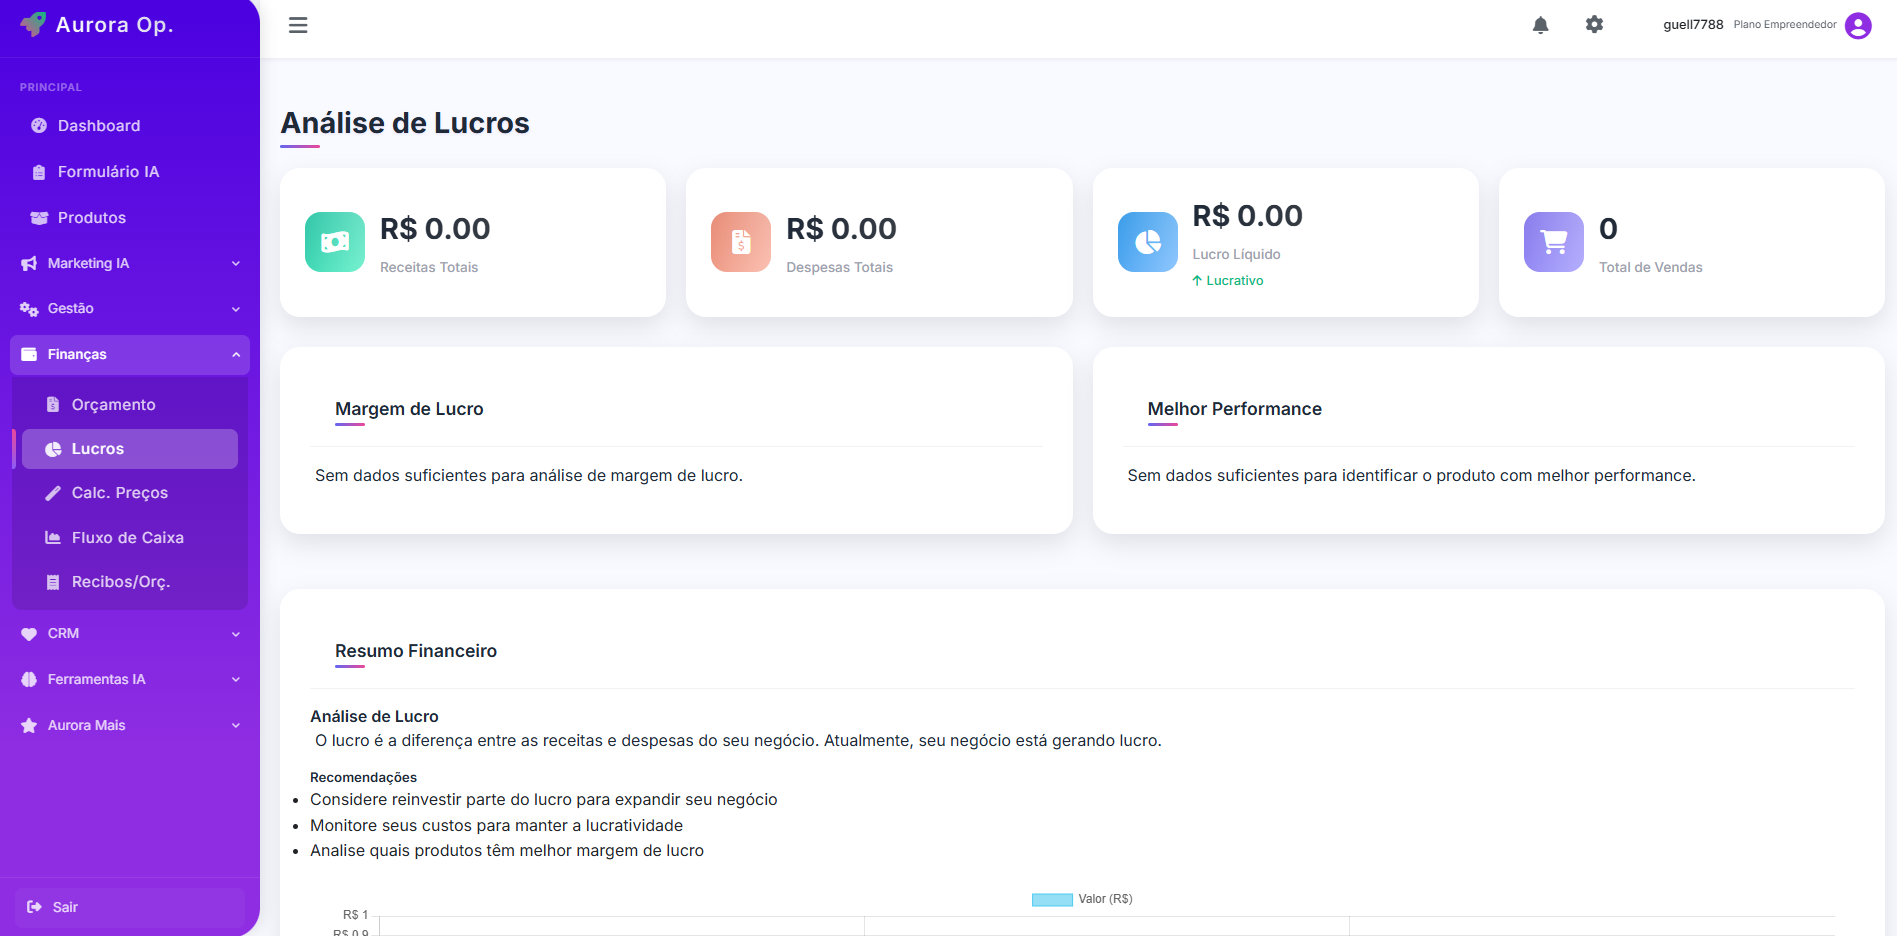 Aurora Op.
guell7788 Plano Empreendedor
PRINCIPAL
Dashboard
Formulário IA
Produtos
Marketing IA
Gestão
Finanças
Orçamento
Lucros
Calc. Preços
Fluxo de Caixa
Recibos/Orç.
CRM
Ferramentas IA
Aurora Mais
Sair
Análise de Lucros
R$ 0.00
Receitas Totais
R$ 0.00
Despesas Totais
R$ 0.00
Lucro Líquido
Lucrativo
0
Total de Vendas
Margem de Lucro
Sem dados suficientes para análise de margem de lucro.
Melhor Performance
Sem dados suficientes para identificar o produto com melhor performance.
Resumo Financeiro
Análise de Lucro
O lucro é a diferença entre as receitas e despesas do seu negócio. Atualmente, seu negócio está gerando lucro.
Recomendações
Considere reinvestir parte do lucro para expandir seu negócio
Monitore seus custos para manter a lucratividade
Analise quais produtos têm melhor margem de lucro
Valor (R$)
R$ 1
R$ 0.9